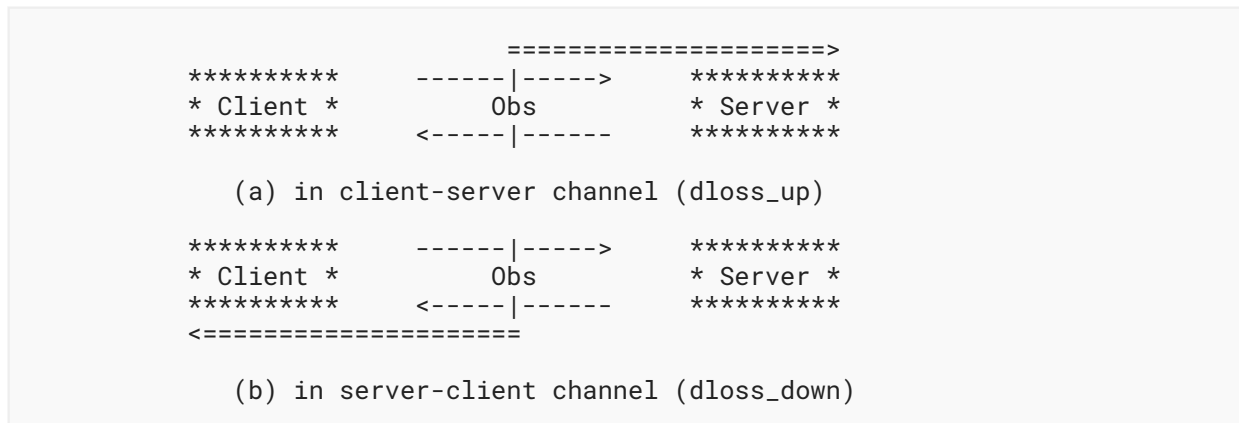 =====================>
********** ------|-----> **********
* Client * Obs * Server *
********** <-----|------ **********
(a) in client-server channel (dloss_up)
********** ------|-----> **********
* Client * Obs * Server *
********** <-----|------ **********
<=====================
(b) in server-client channel (dloss_down)